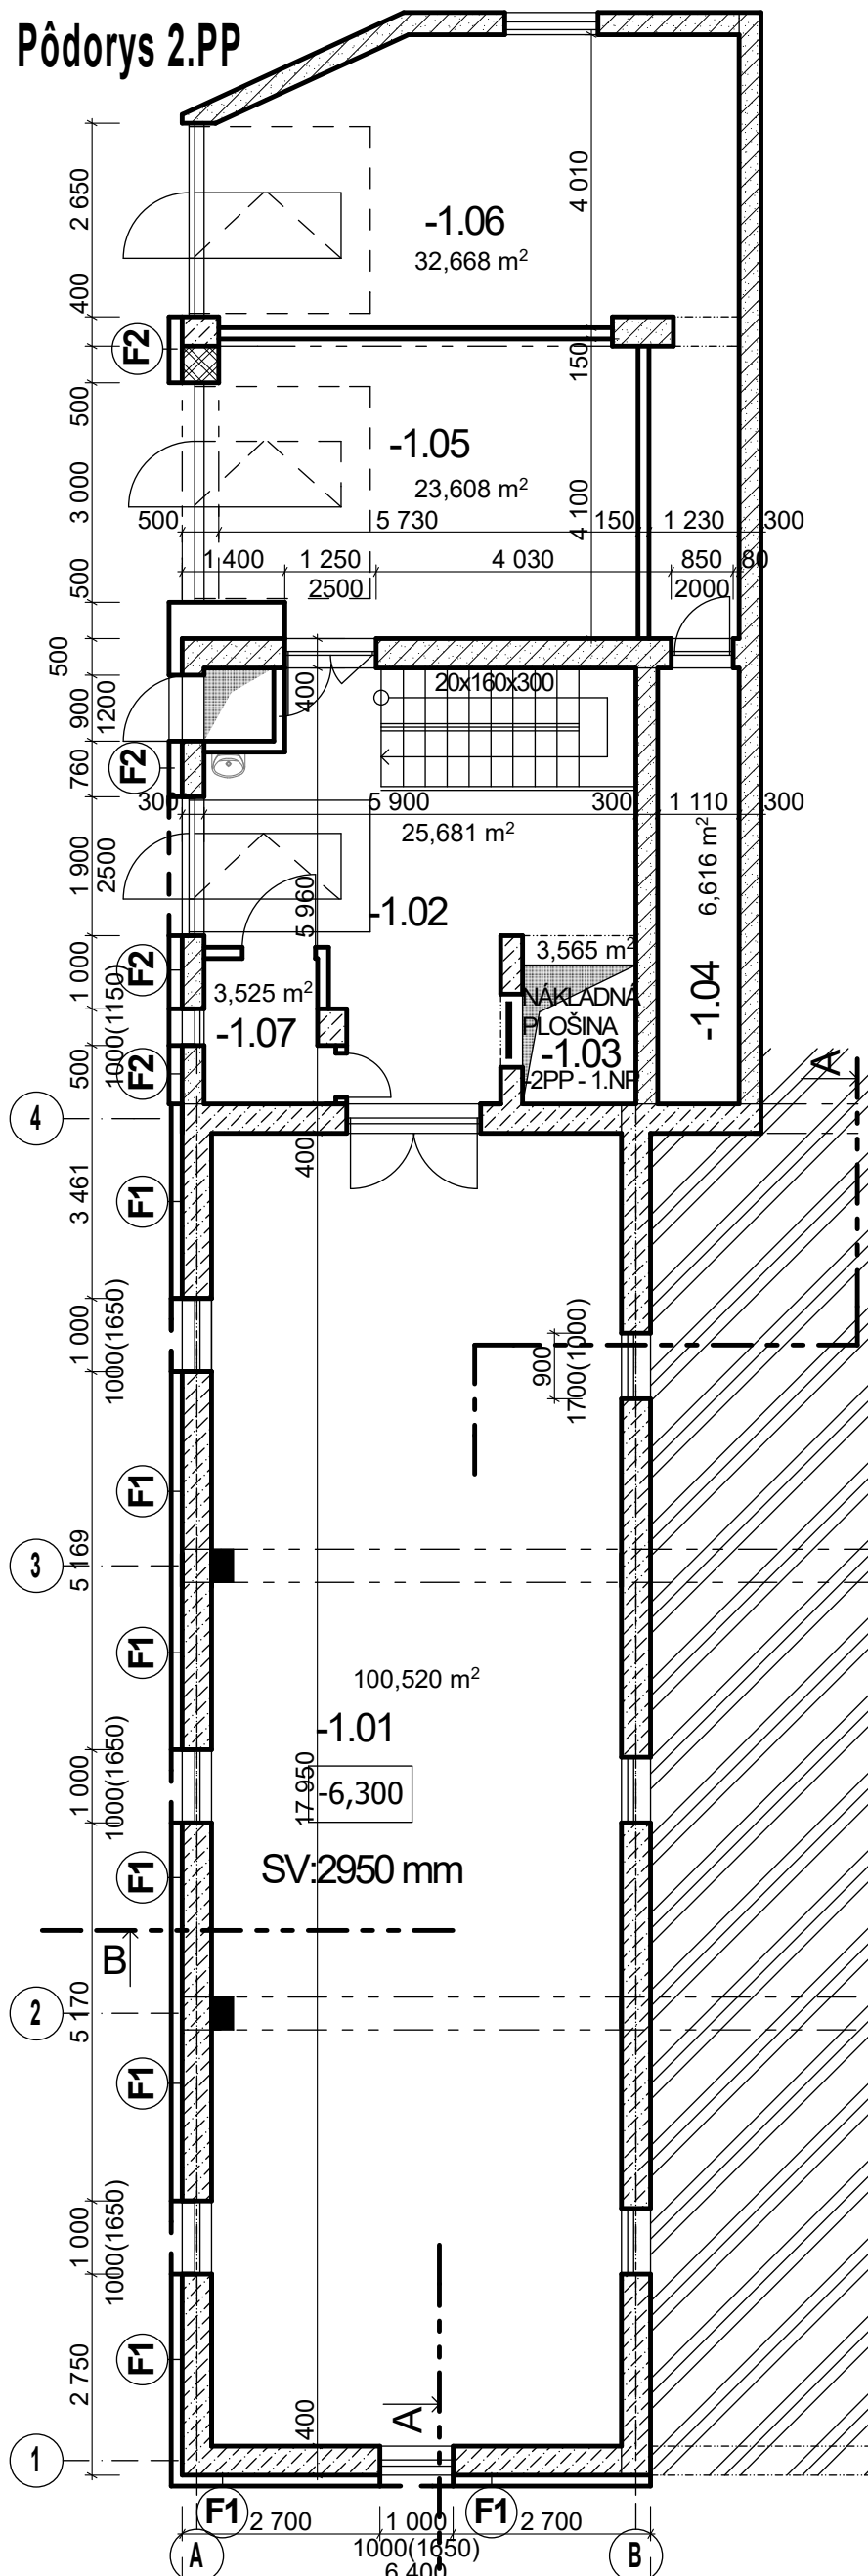 Pôdorys 2.PP
2 650
4 010
-1.06
32,668 m²
400
F2
150
500
-1.05
23,608 m²
3 000
4 100
500
5 730
150
1 230
300
1 400
1 250
4 030
850
80
2500
2000
500
500
20x160x300
400
900
1200
F2
760
300
5 900
300
1 110
300
25,681 m²
6,616 m²
1 900
2500
5 960
-1.02
3,565 m²
1 000
F2
3,525 m²
NÁKLADNÁ
PLOŠINA
-1.04
1000(1150)
-1.07
-1.03
A
500
F2
-2PP - 1.NP
4
400
3 461
F1
1 000
1000(1650)
900
1700(1000)
F1
3
5 169
F1
100,520 m²
-1.01
1 000
1000(1650)
17 950
-6,300
SV:2950 mm
F1
B
2
5 170
F1
1 000
1000(1650)
F1
2 750
400
A
1
F1
2 700
1 000
F1
2 700
1000(1650)
A
6 400
B